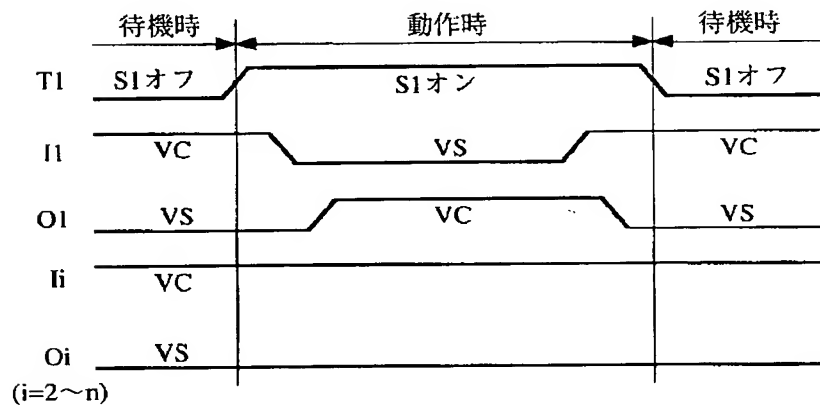 待機時 動作時 待機時
T1 S1オフ S1オン S1オフ
I1 VC VS VC
O1 VS VC VS
Ii VC
Oi VS
(i=2〜n)